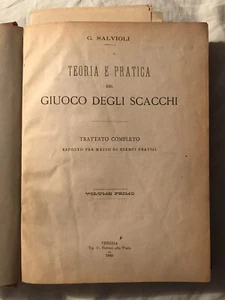 G. SALVIOLI
TEORIA E PRATICA
DEL
GIUOCO DEGLI SCACCHI
TRATTATO COMPLETO
ESPOSTO PER MEZZO DI ESEMPI PRATICI
VOLUME PRIMO
VENEZIA